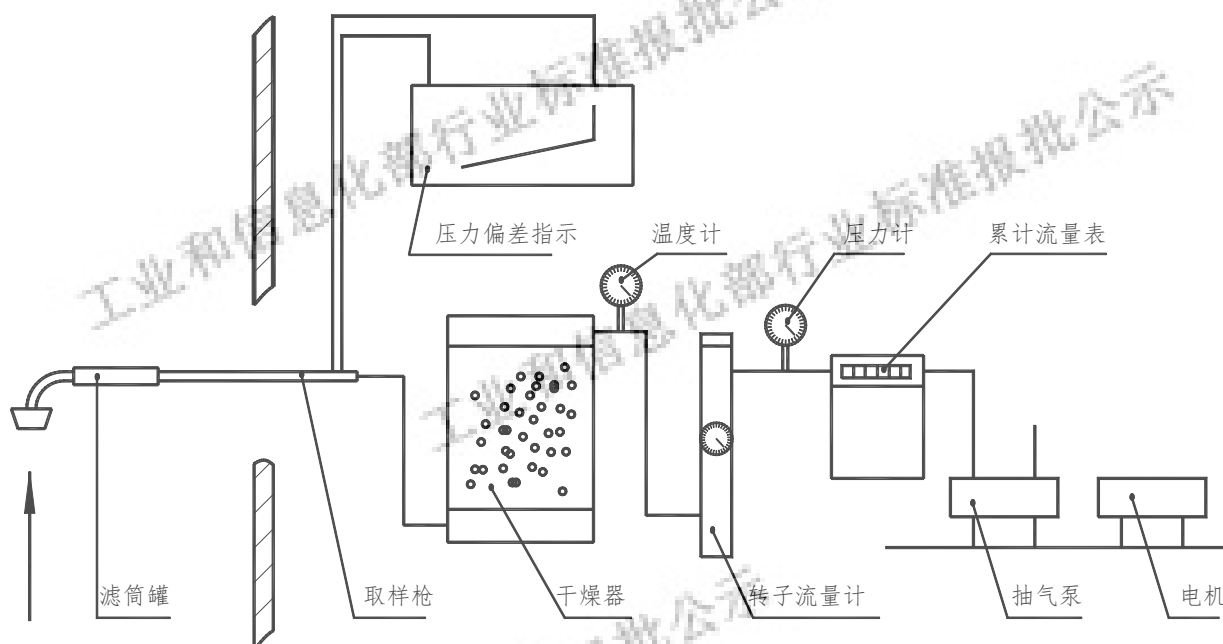 工业和信息化部行业标准报批公示
工业和信息化部行业标准报批公示
压力偏差指示
温度计
压力计
累计流量表
滤筒罐
取样枪
干燥器
转子流量计
抽气泵
电机
批公示